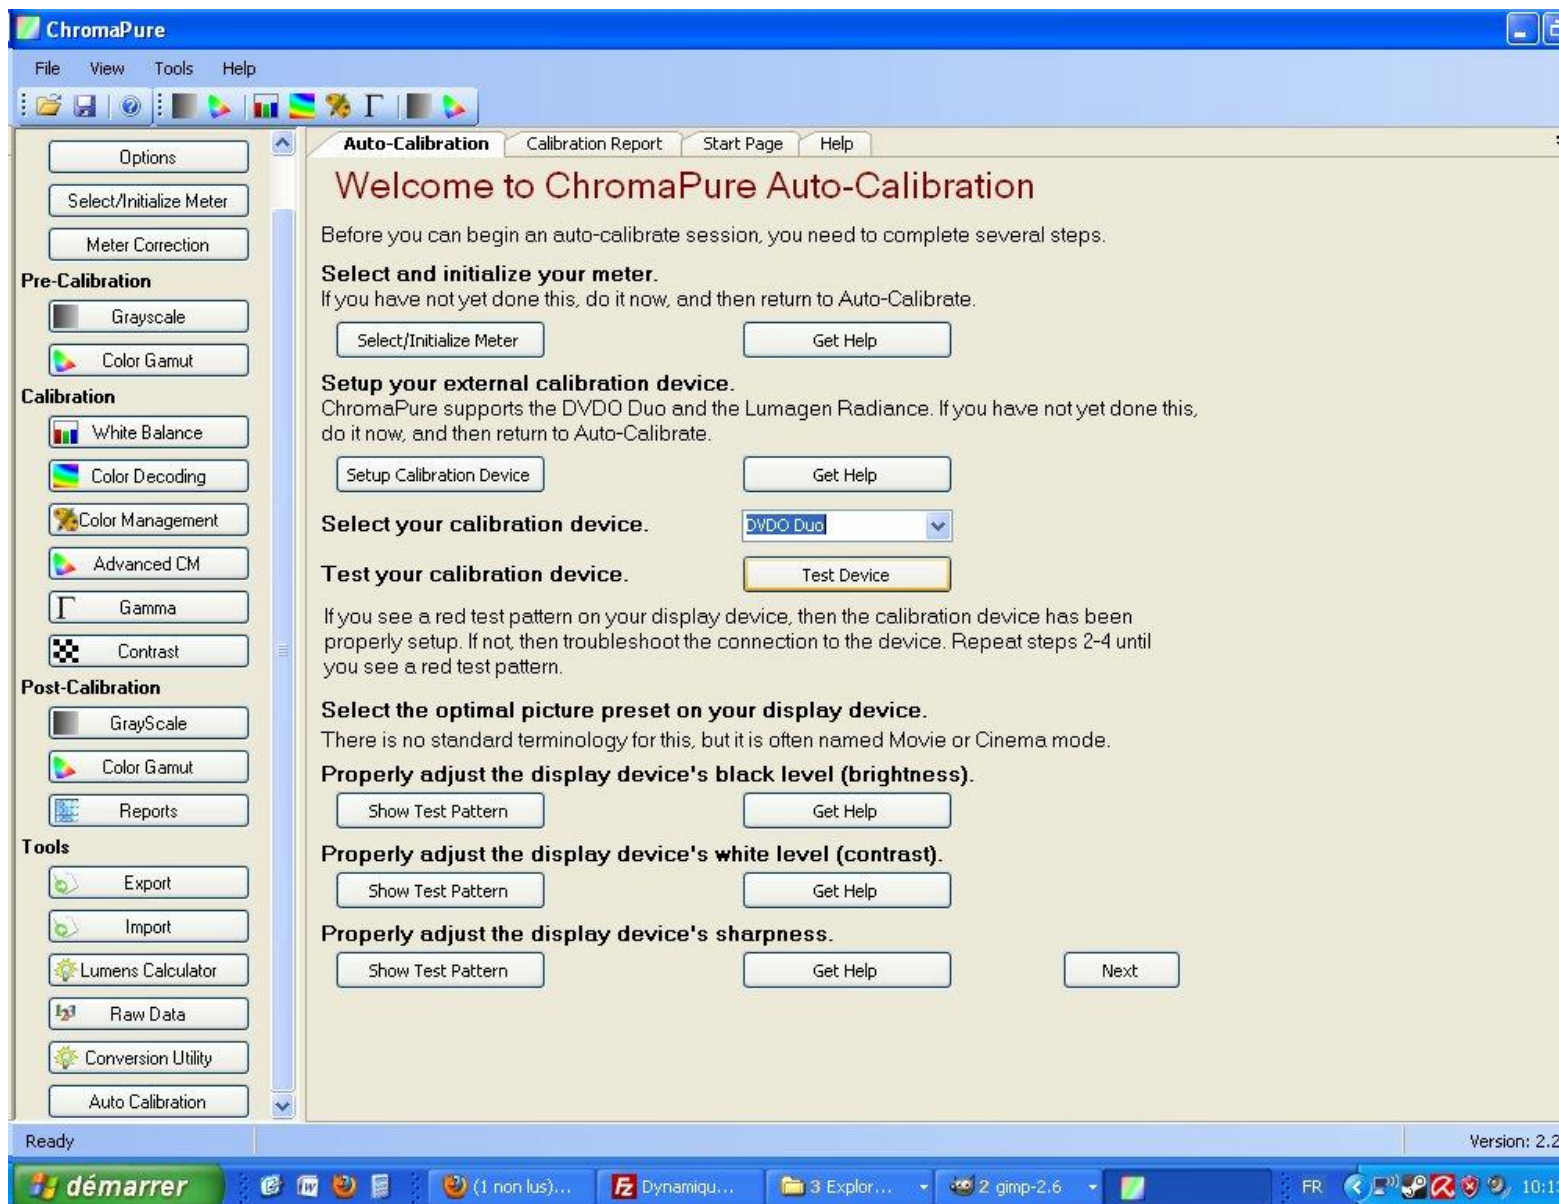 ChromaPure
File View Tools Help
Options
Select/Initialize Meter
Meter Correction
Pre-Calibration
Grayscale
Color Gamut
Calibration
White Balance
Color Decoding
Color Management
Advanced CM
Γ Gamma
Contrast
Post-Calibration
GrayScale
Color Gamut
Reports
Tools
Export
Import
Lumens Calculator
Raw Data
Conversion Utility
Auto Calibration
Auto-Calibration Calibration Report Start Page Help
Welcome to ChromaPure Auto-Calibration
Before you can begin an auto-calibrate session, you need to complete several steps.
Select and initialize your meter.
If you have not yet done this, do it now, and then return to Auto-Calibrate.
Select/Initialize Meter Get Help
Setup your external calibration device.
ChromaPure supports the DVDO Duo and the Lumagen Radiance. If you have not yet done this,
do it now, and then return to Auto-Calibrate.
Setup Calibration Device Get Help
Select your calibration device. DVDO Duo
Test your calibration device. Test Device
If you see a red test pattern on your display device, then the calibration device has been
properly setup. If not, then troubleshoot the connection to the device. Repeat steps 2-4 until
you see a red test pattern.
Select the optimal picture preset on your display device.
There is no standard terminology for this, but it is often named Movie or Cinema mode.
Properly adjust the display device's black level (brightness).
Show Test Pattern Get Help
Properly adjust the display device's white level (contrast).
Show Test Pattern Get Help
Properly adjust the display device's sharpness.
Show Test Pattern Get Help Next
Ready Version: 2.2
démarrer (1 non lus)... Dynamiqu... 3 Explor... 2 gimp-2.6 FR